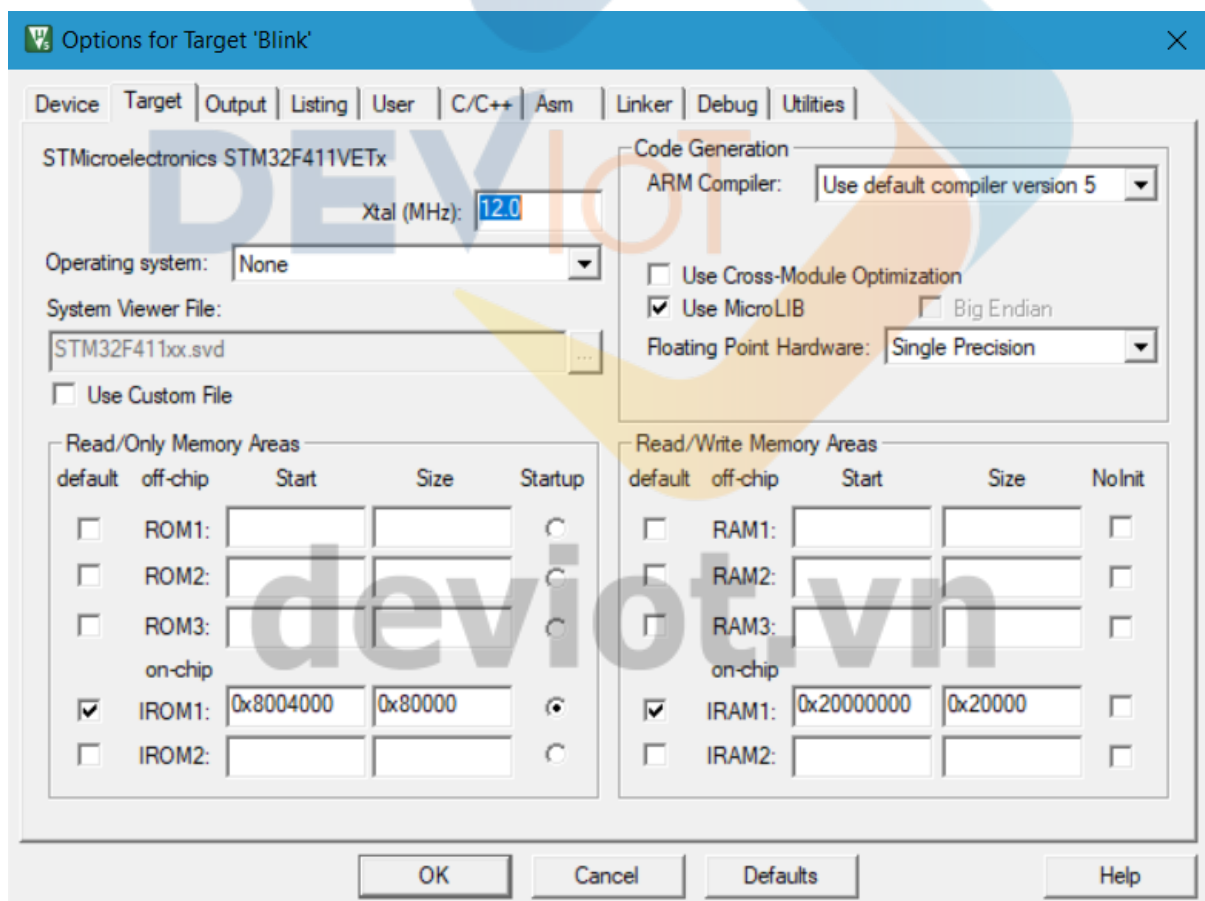 Options for Target 'Blink'
Device Target Output Listing User C/C++ Asm Linker Debug Utilities
STMicroelectronics STM32F411VETx
Xtal (MHz): 12.0
Operating system: None
System Viewer File:
STM32F411xx.svd ...
Use Custom File
Code Generation
ARM Compiler: Use default compiler version 5
Use Cross-Module Optimization
Use MicroLIB Big Endian
Floating Point Hardware: Single Precision
DEVIoT
Read/Only Memory Areas
default off-chip Start Size Startup
ROM1:
ROM2:
ROM3:
on-chip
IROM1: 0x8004000 0x80000
IROM2:
Read/Write Memory Areas
default off-chip Start Size NoInit
RAM1:
RAM2:
RAM3:
on-chip
IRAM1: 0x20000000 0x20000
IRAM2:
deviot.vn
OK Cancel Defaults Help